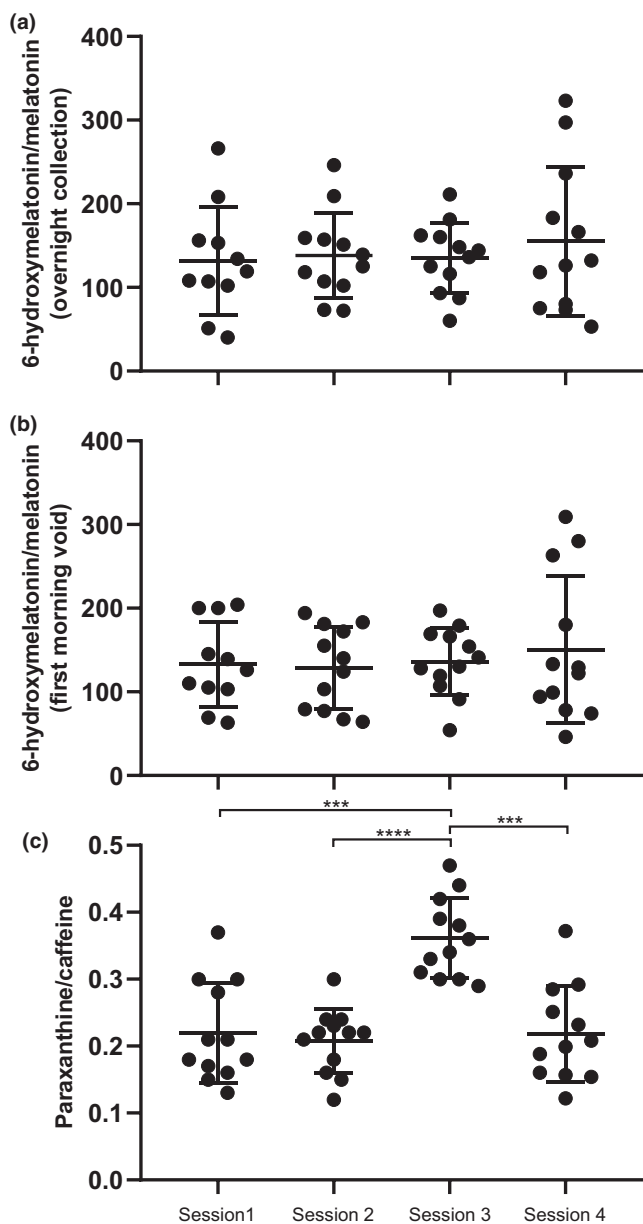 (a)
6-hydroxymelatonin/melatonin
(overnight collection)
400
300
200
100
0
(b)
6-hydroxymelatonin/melatonin
(first morning void)
400
300
200
100
0
(c)
***
**** ***
Paraxanthine/caffeine
0.5
0.4
0.3
0.2
0.1
0.0
Session1 Session 2 Session 3 Session 4